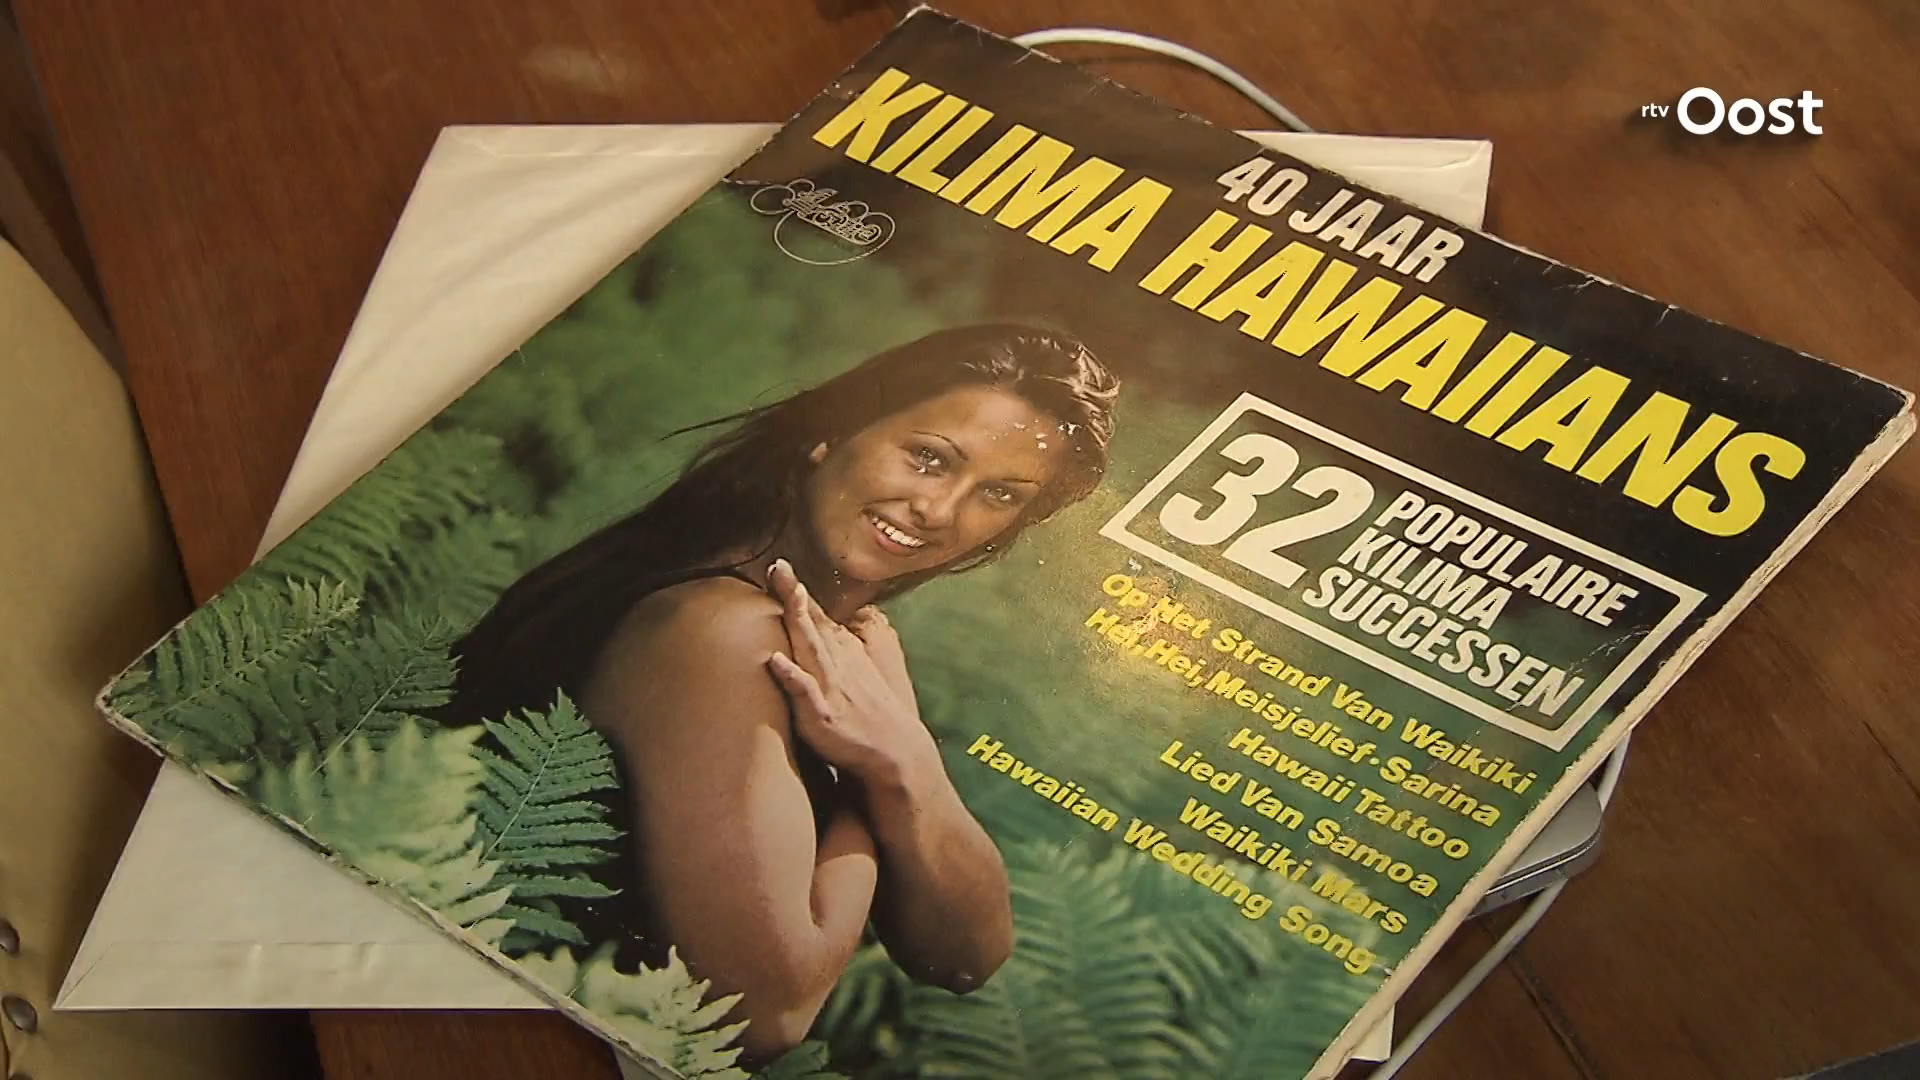 rtv Oost
40 JAAR
KILIMA HAWAIIANS
32 POPULAIRE
KILIMA
SUCCESSEN
Op Het Strand Van Waikiki
Hei, Hei, Meisjelief·Sarina
Hawaii Tattoo
Lied Van Samoa
Waikiki Mars
Hawaiian Wedding Song